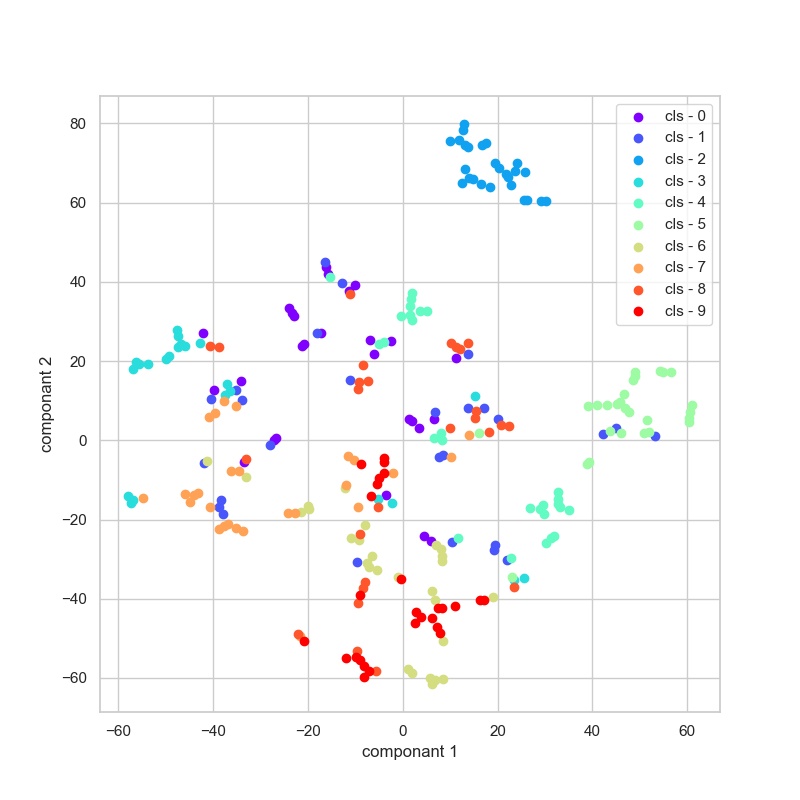 80
60
40
20
0
−20
−40
−60
−60
−40
−20
0
20
40
60
componant 2
componant 1
cls - 0
cls - 1
cls - 2
cls - 3
cls - 4
cls - 5
cls - 6
cls - 7
cls - 8
cls - 9